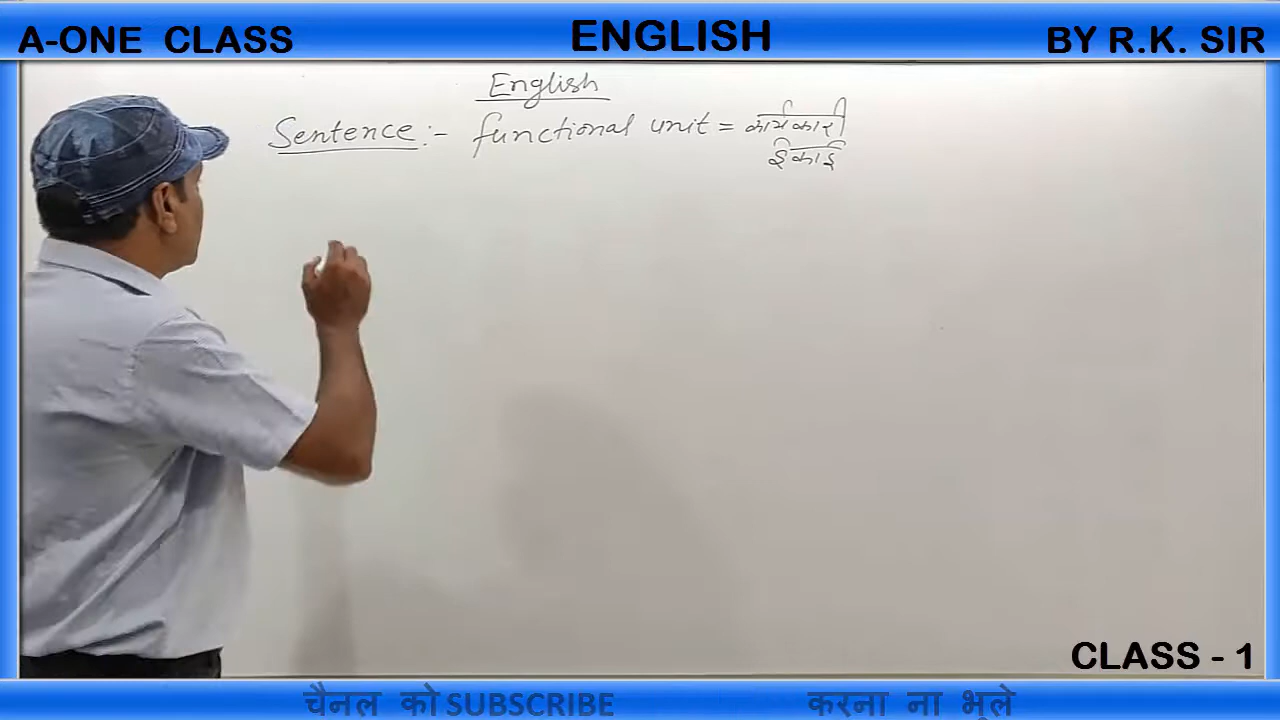 A-ONE CLASS ENGLISH BY R.K. SIR
English
Sentence :- functional unit = कार्यकारी
इकाई
CLASS - 1
चैनल को SUBSCRIBE करना ना भूले